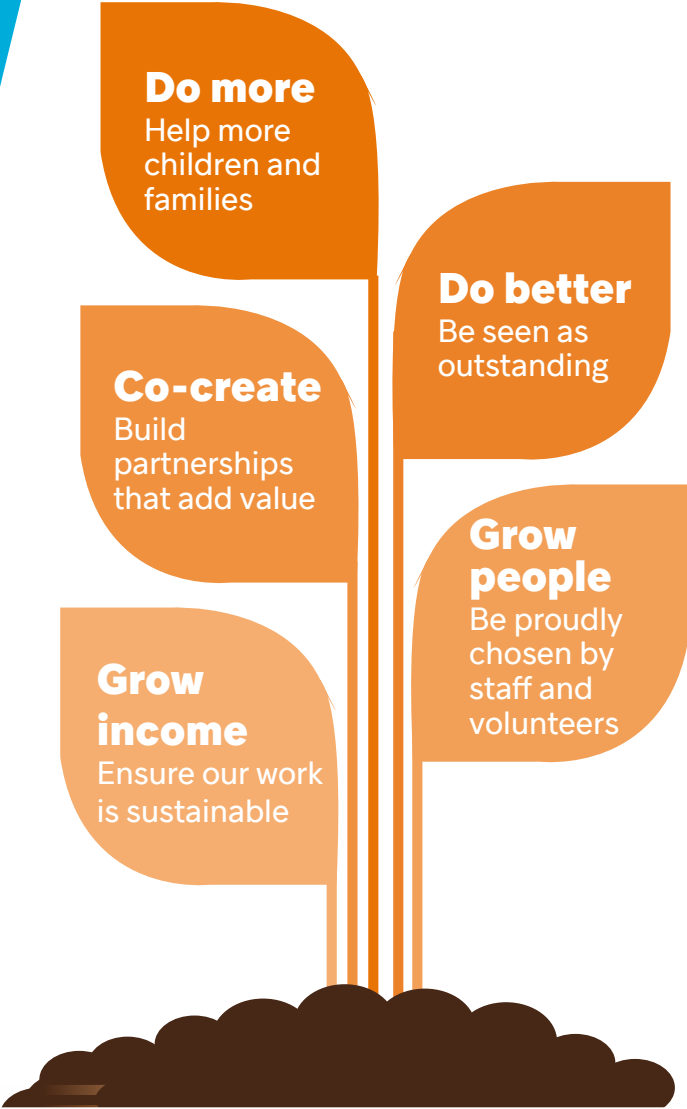 Do more
Help more
children and
families
Do better
Be seen as
outstanding
Co-create
Build
partnerships
that add value
Grow
people
Be proudly
chosen by
staff and
volunteers
Grow
income
Ensure our work
is sustainable